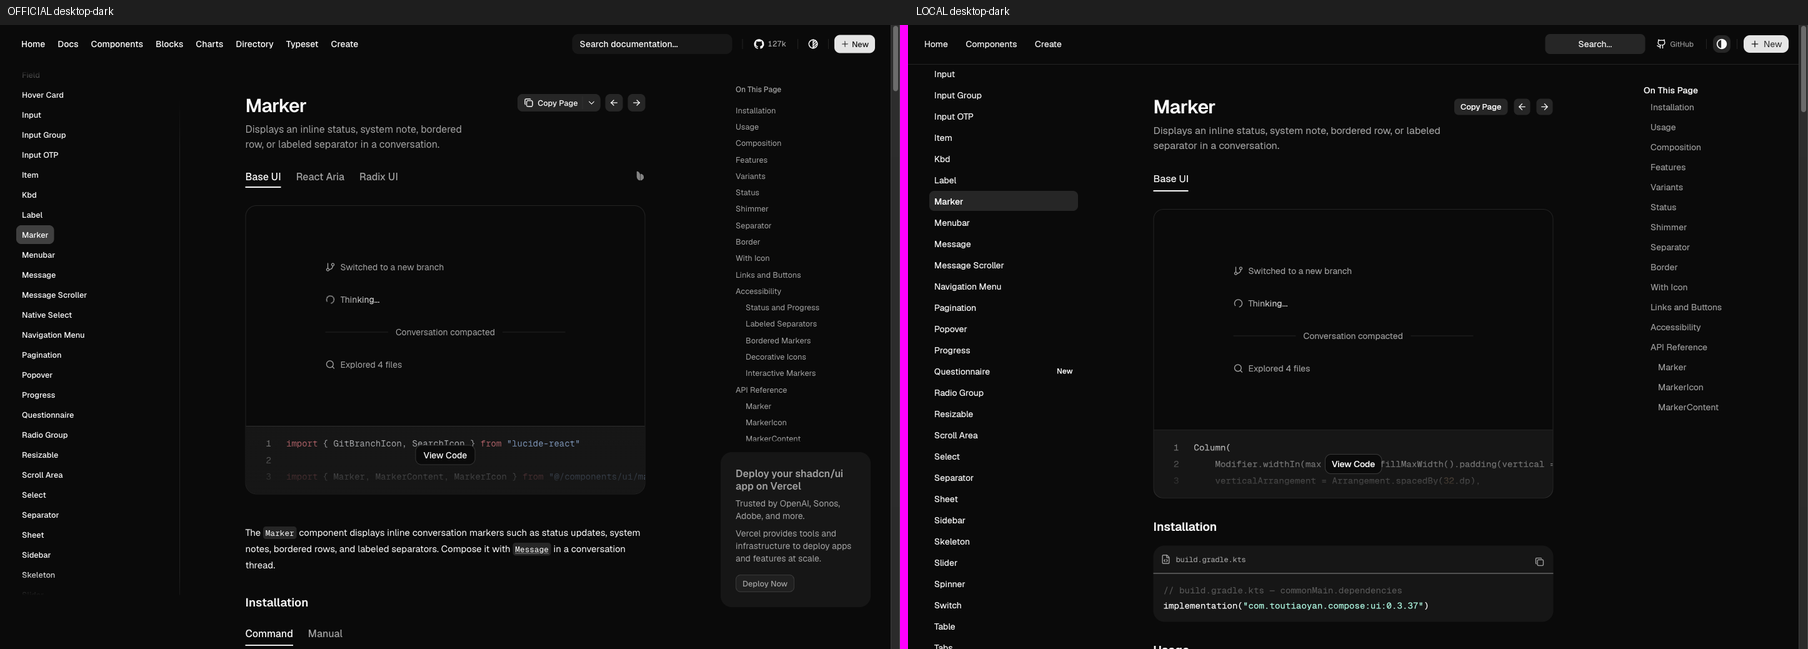 OFFICIAL desktop-dark
Home Docs Components Blocks Charts Directory Typeset Create
Search documentation...
127k
+ New
Field
Hover Card
Input
Input Group
Input OTP
Item
Kbd
Label
Marker
Menubar
Message
Message Scroller
Native Select
Navigation Menu
Pagination
Popover
Progress
Questionnaire
Radio Group
Resizable
Scroll Area
Select
Separator
Sheet
Sidebar
Skeleton
Marker
Copy Page
Displays an inline status, system note, bordered
row, or labeled separator in a conversation.
Base UI React Aria Radix UI
Switched to a new branch
Thinking...
Conversation compacted
Explored 4 files
1 import { GitBranchIcon, SearchIcon } from "lucide-react"
2
View Code
3 import { Marker, MarkerContent, MarkerIcon } from "@/components/ui/m
The Marker component displays inline conversation markers such as status updates, system
notes, bordered rows, and labeled separators. Compose it with Message in a conversation
thread.
Installation
Command Manual
On This Page
Installation
Usage
Composition
Features
Variants
Status
Shimmer
Separator
Border
With Icon
Links and Buttons
Accessibility
Status and Progress
Labeled Separators
Bordered Markers
Decorative Icons
Interactive Markers
API Reference
Marker
MarkerIcon
MarkerContent
Deploy your shadcn/ui
app on Vercel
Trusted by OpenAI, Sonos,
Adobe, and more.
Vercel provides tools and
infrastructure to deploy apps
and features at scale.
Deploy Now
LOCAL desktop-dark
Home Components Create
Search...
GitHub
+ New
Input
Input Group
Input OTP
Item
Kbd
Label
Marker
Menubar
Message
Message Scroller
Navigation Menu
Pagination
Popover
Progress
Questionnaire New
Radio Group
Resizable
Scroll Area
Select
Separator
Sheet
Sidebar
Skeleton
Slider
Spinner
Switch
Table
Tabs
Marker
Copy Page
Displays an inline status, system note, bordered row, or labeled
separator in a conversation.
Base UI
Switched to a new branch
Thinking...
Conversation compacted
Explored 4 files
1 Column(
2 Modifier.widthIn(max View Code fillMaxWidth().padding(vertical =
3 verticalArrangement = Arrangement.spacedBy(32.dp),
Installation
build.gradle.kts
// build.gradle.kts — commonMain.dependencies
implementation("com.toutiaoyan.compose:ui:0.3.37")
Usage
On This Page
Installation
Usage
Composition
Features
Variants
Status
Shimmer
Separator
Border
With Icon
Links and Buttons
Accessibility
API Reference
Marker
MarkerIcon
MarkerContent